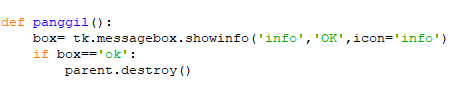 def panggil():
    box= tk.messagebox.showinfo('info','OK',icon='info')
    if box=='ok':
        parent.destroy()